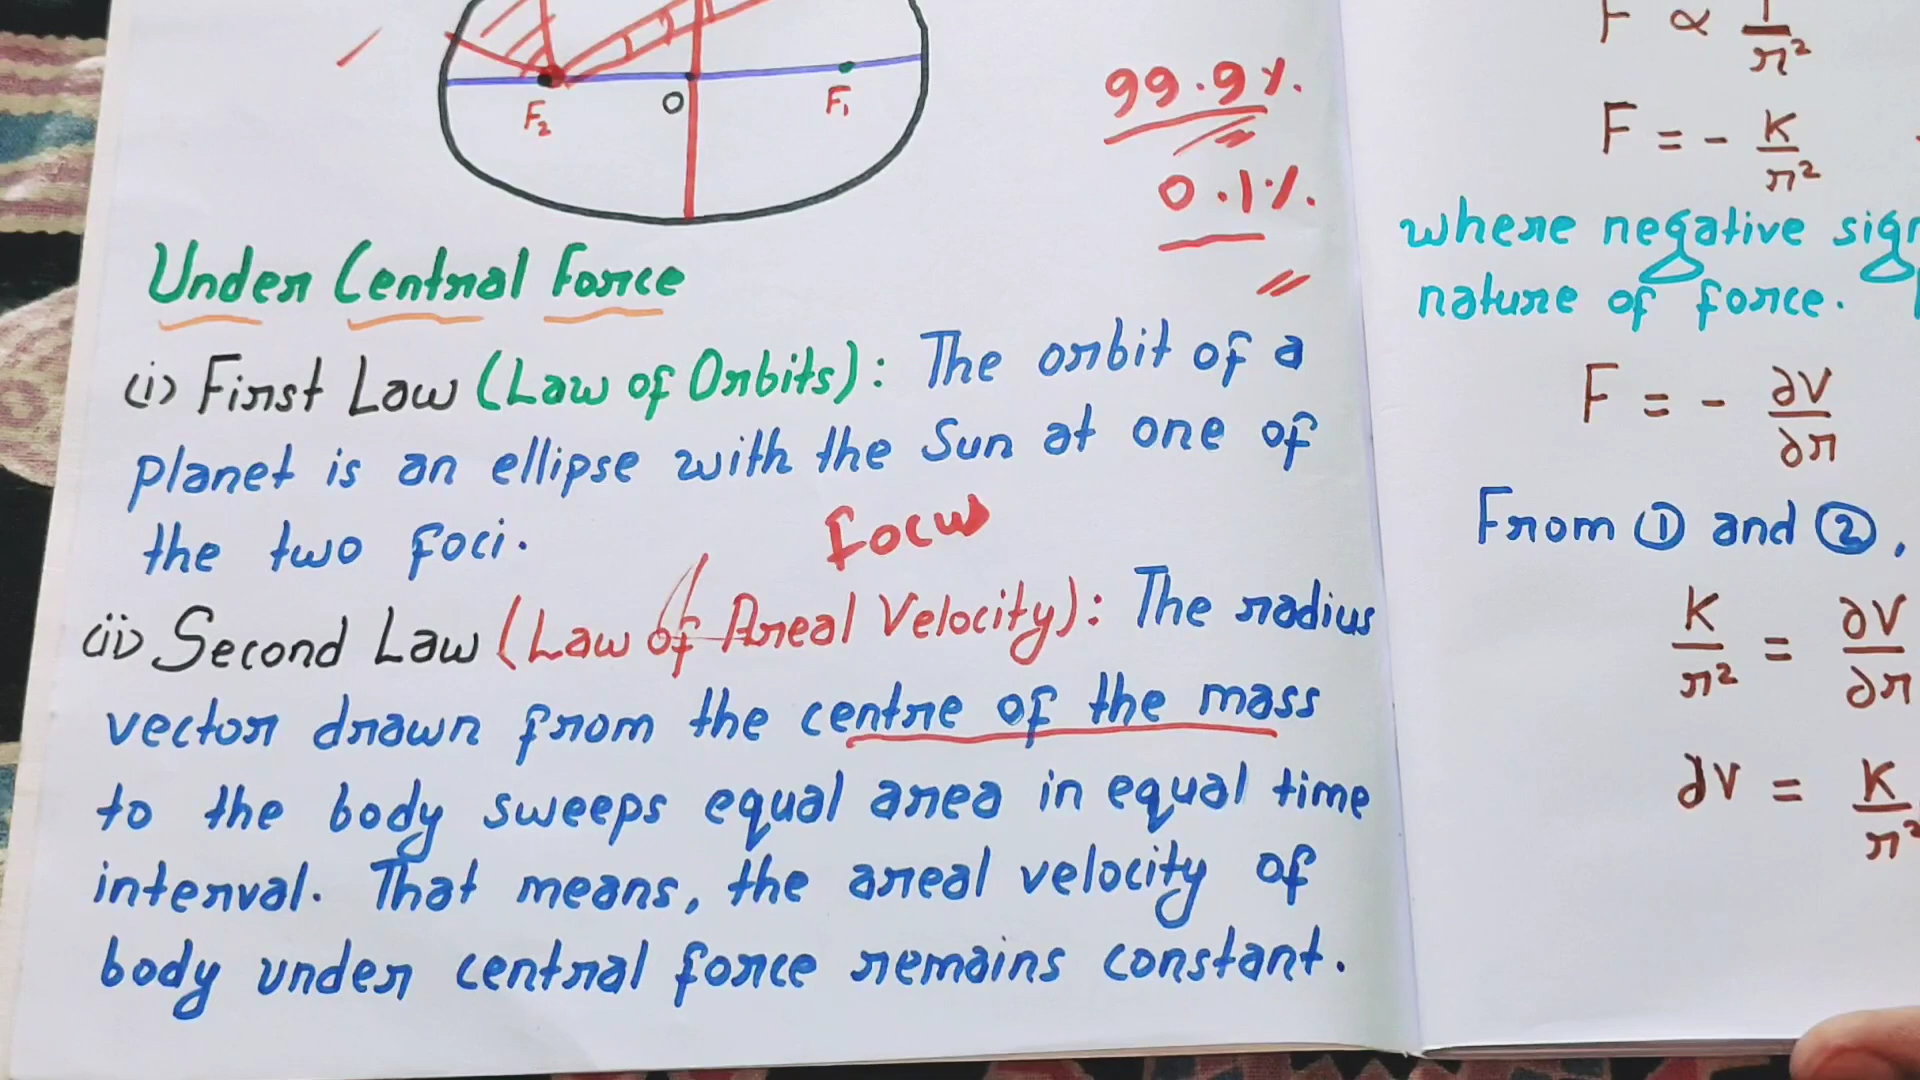 F₂
O
F₁
99.9%.
0.1%.
Under Central Force
(i) First Law (Law of Orbits): The orbit of a
planet is an ellipse with the Sun at one of
the two foci.
focus
(ii) Second Law (Law of Areal Velocity): The radius
vector drawn from the centre of the mass
to the body sweeps equal area in equal time
interval. That means, the areal velocity of
body under central force remains constant.
F ∝ 1/r²
F = - K/r²
where negative sign
nature of force.
F = - ∂V/∂r
From ① and ②,
K/r² = ∂V/∂r
∂V = K/r²